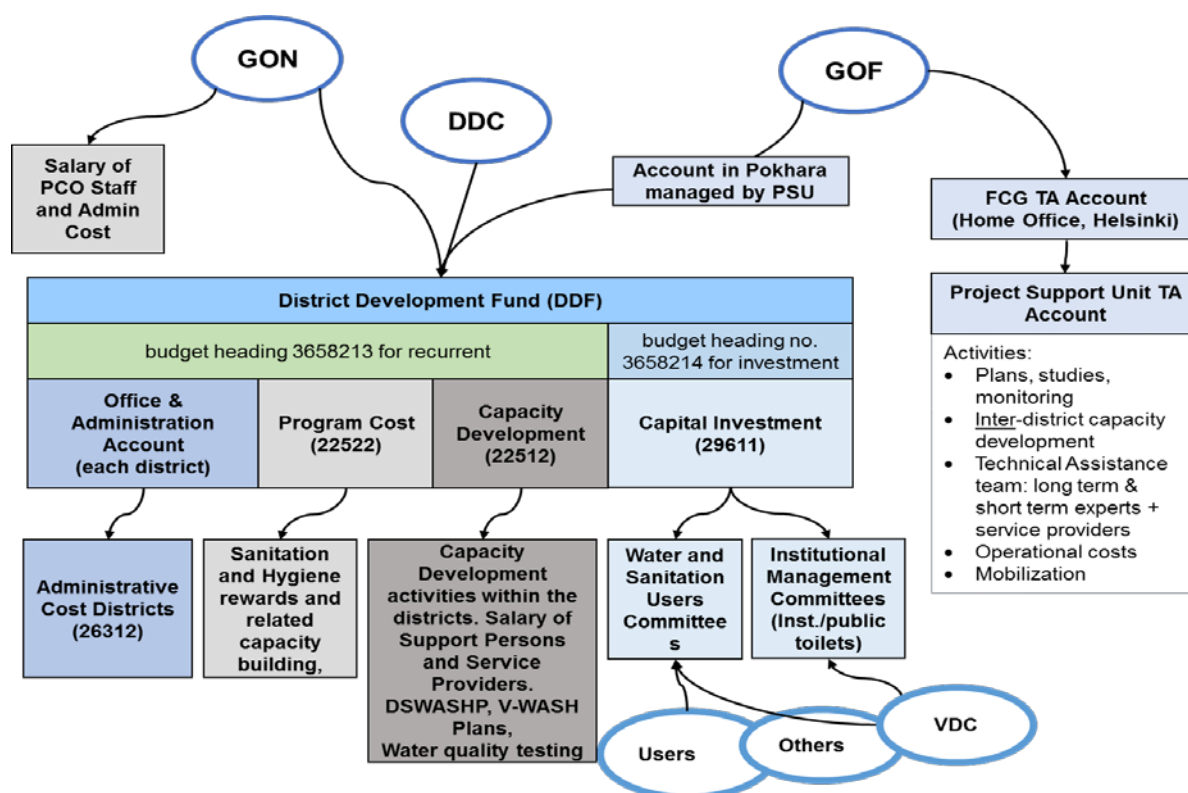 GON
GOF
DDC
Salary of
PCO Staff
and Admin
Cost
Account in Pokhara
managed by PSU
FCG TA Account
(Home Office, Helsinki)
Project Support Unit TA
Account
Activities:
• Plans, studies,
monitoring
• Inter-district capacity
development
• Technical Assistance
team: long term &
short term experts +
service providers
• Operational costs
• Mobilization
District Development Fund (DDF)
budget heading 3658213 for recurrent
budget heading no.
3658214 for investment
Office &
Administration
Account
(each district)
Program Cost
(22522)
Capacity
Development
(22512)
Capital Investment
(29611)
Administrative
Cost Districts
(26312)
Sanitation
and Hygiene
rewards and
related
capacity
building,
Capacity
Development
activities within the
districts. Salary of
Support Persons
and Service
Providers.
DSWASHP, V-WASH
Plans,
Water quality testing
Water and
Sanitation
Users
Committee
s
Institutional
Management
Committees
(Inst./public
toilets)
Users
Others
VDC